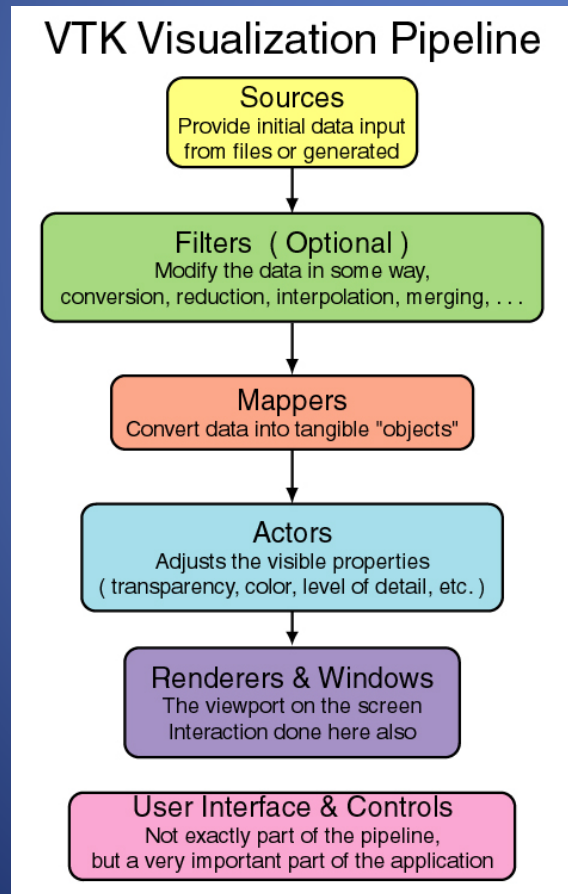 VTK Visualization Pipeline
Sources
Provide initial data input
from files or generated
Filters ( Optional )
Modify the data in some way,
conversion, reduction, interpolation, merging, . . .
Mappers
Convert data into tangible "objects"
Actors
Adjusts the visible properties
( transparency, color, level of detail, etc. )
Renderers & Windows
The viewport on the screen
Interaction done here also
User Interface & Controls
Not exactly part of the pipeline,
but a very important part of the application